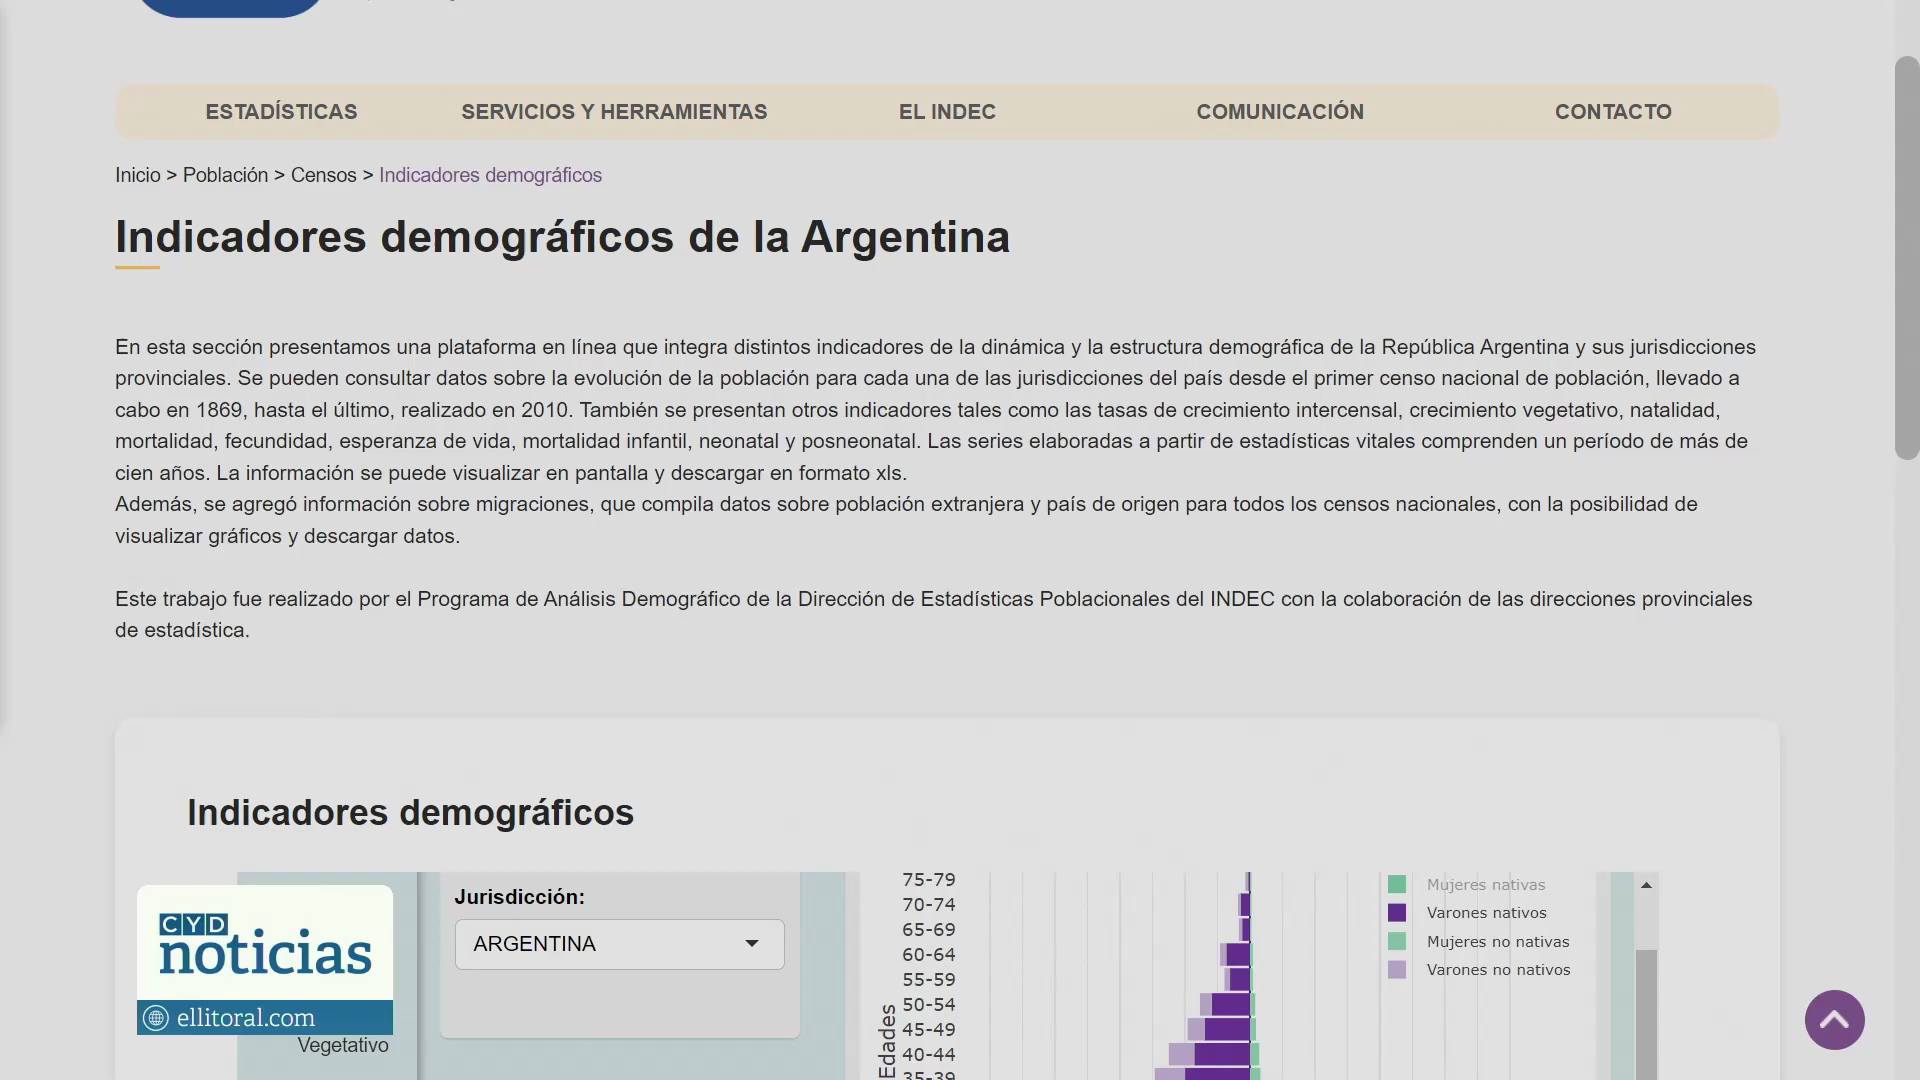 ESTADÍSTICAS SERVICIOS Y HERRAMIENTAS EL INDEC COMUNICACIÓN CONTACTO
Inicio > Población > Censos > Indicadores demográficos
Indicadores demográficos de la Argentina
En esta sección presentamos una plataforma en línea que integra distintos indicadores de la dinámica y la estructura demográfica de la República Argentina y sus jurisdicciones
provinciales. Se pueden consultar datos sobre la evolución de la población para cada una de las jurisdicciones del país desde el primer censo nacional de población, llevado a
cabo en 1869, hasta el último, realizado en 2010. También se presentan otros indicadores tales como las tasas de crecimiento intercensal, crecimiento vegetativo, natalidad,
mortalidad, fecundidad, esperanza de vida, mortalidad infantil, neonatal y posneonatal. Las series elaboradas a partir de estadísticas vitales comprenden un período de más de
cien años. La información se puede visualizar en pantalla y descargar en formato xls.
Además, se agregó información sobre migraciones, que compila datos sobre población extranjera y país de origen para todos los censos nacionales, con la posibilidad de
visualizar gráficos y descargar datos.
Este trabajo fue realizado por el Programa de Análisis Demográfico de la Dirección de Estadísticas Poblacionales del INDEC con la colaboración de las direcciones provinciales
de estadística.
Indicadores demográficos
CYD
noticias
ellitoral.com
Vegetativo
Jurisdicción:
ARGENTINA
Edades
75-79
70-74
65-69
60-64
55-59
50-54
45-49
40-44
35-39
Mujeres nativas
Varones nativos
Mujeres no nativas
Varones no nativos